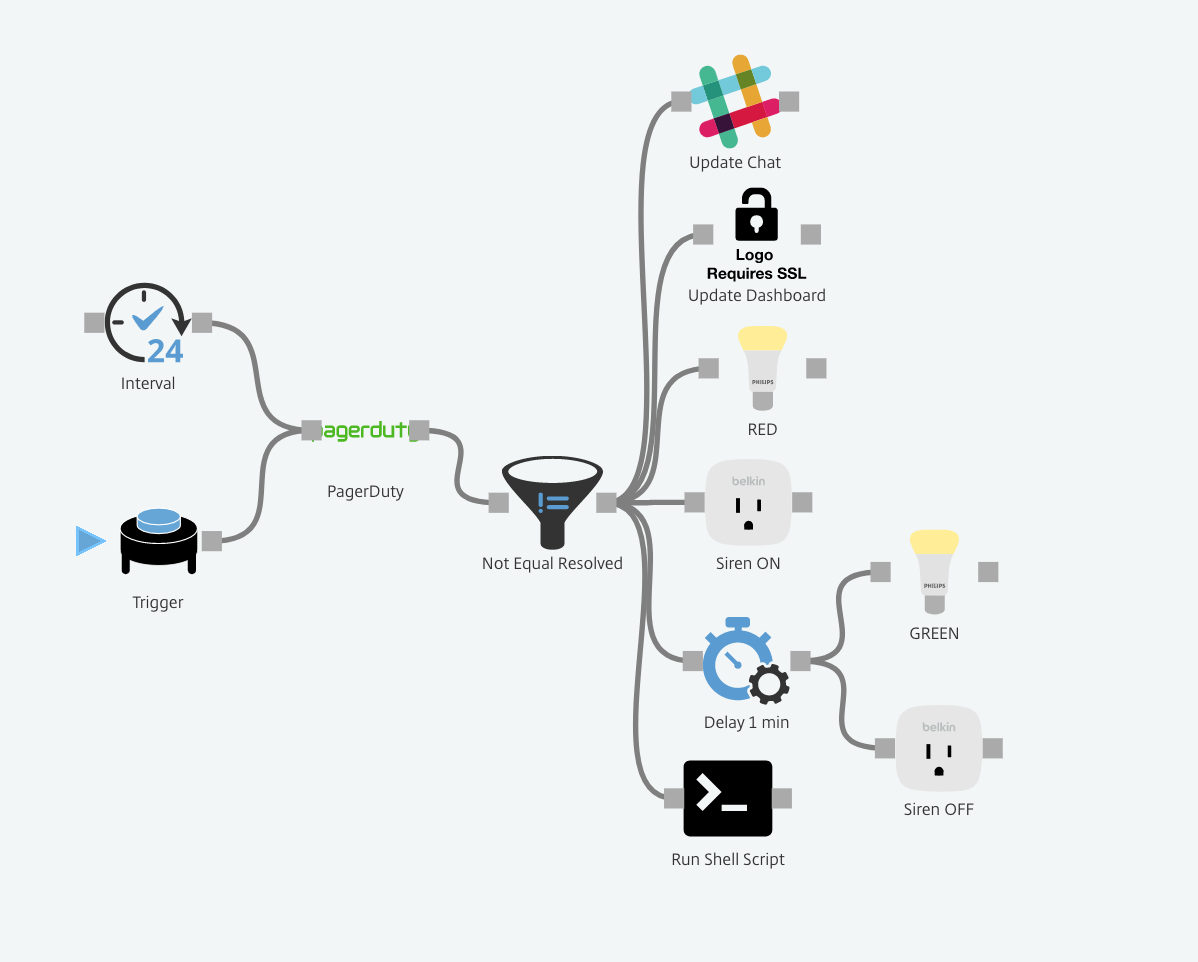 Update Chat
Logo
Requires SSL
Update Dashboard
24
Interval
PHILIPS
RED
pagerduty
PagerDuty
belkin
Not Equal Resolved
Siren ON
Trigger
PHILIPS
GREEN
Delay 1 min
belkin
Siren OFF
Run Shell Script